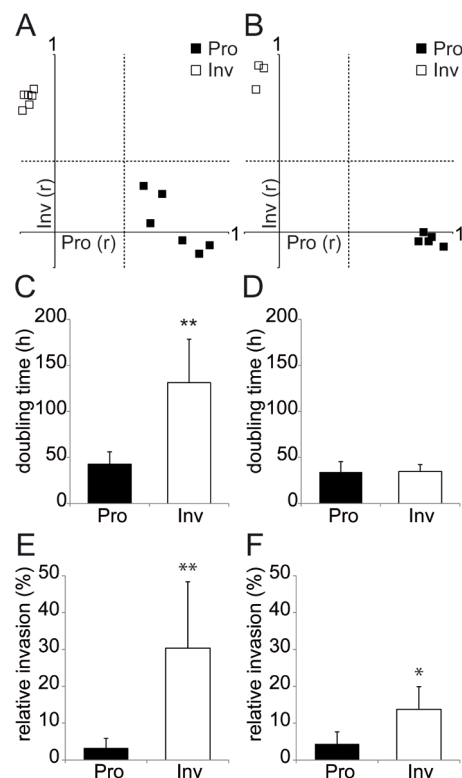 A
B
1
Pro
Inv
1
Pro
Inv
Inv (r)
Pro (r)
1
Inv (r)
Pro (r)
1
C
D
200
150
100
50
0
doubling time (h)
**
Pro
Inv
200
150
100
50
0
doubling time (h)
Pro
Inv
E
F
50
40
30
20
10
0
relative invasion (%)
**
Pro
Inv
50
40
30
20
10
0
relative invasion (%)
*
Pro
Inv